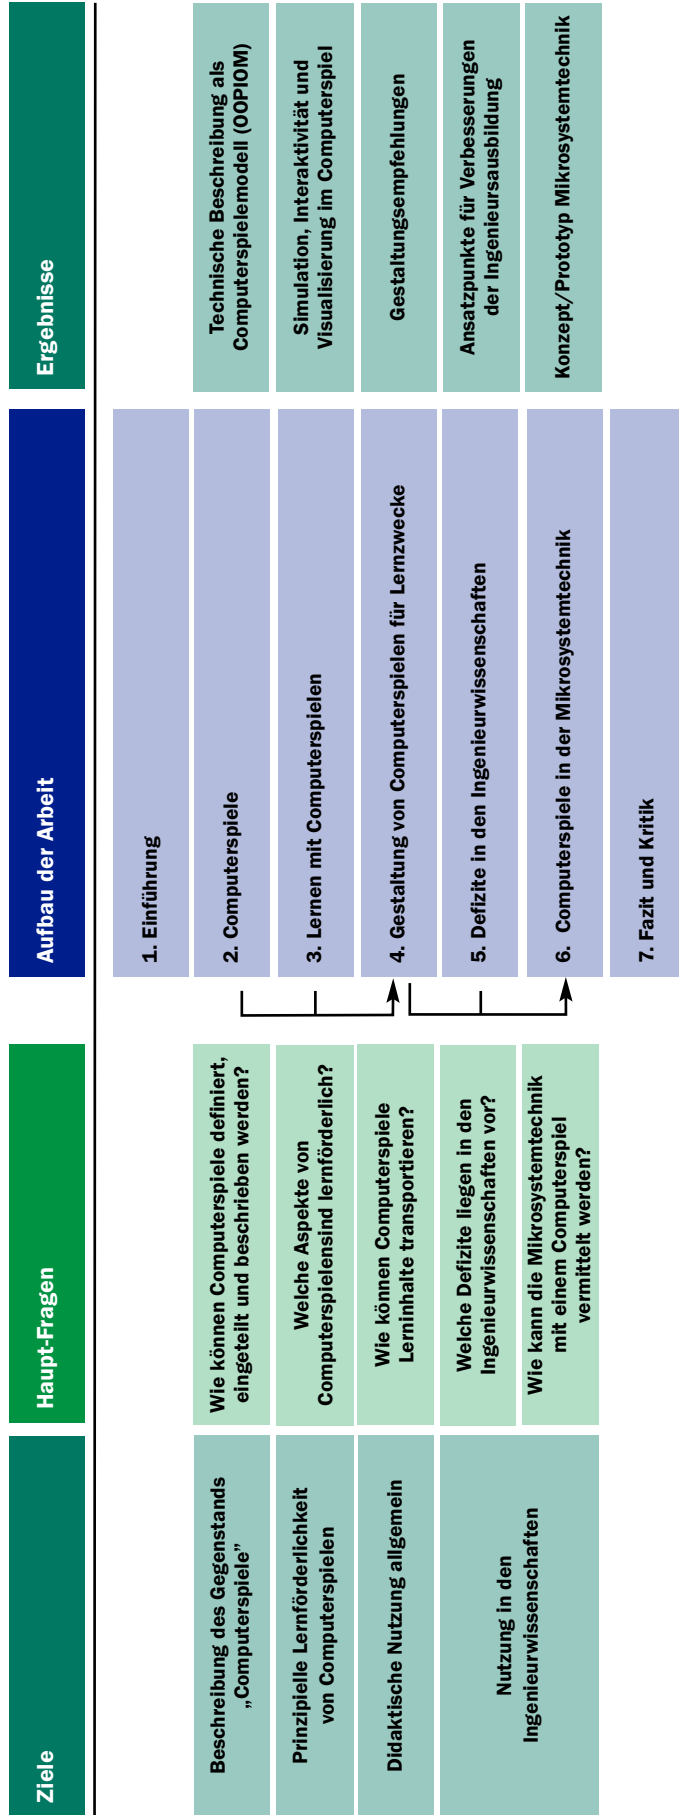 Ziele
Haupt-Fragen
Aufbau der Arbeit
Ergebnisse
1. Einführung
Beschreibung des Gegenstands
„Computerspiele”
Wie können Computerspiele definiert,
eingeteilt und beschrieben werden?
2. Computerspiele
Technische Beschreibung als
Computerspielemodell (OOPIOM)
Prinzipielle Lernförderlichkeit
von Computerspielen
Welche Aspekte von
Computerspielensind lernförderlich?
3. Lernen mit Computerspielen
Simulation, Interaktivität und
Visualisierung im Computerspiel
Didaktische Nutzung allgemein
Wie können Computerspiele
Lerninhalte transportieren?
4. Gestaltung von Computerspielen für Lernzwecke
Gestaltungsempfehlungen
Nutzung in den
Ingenieurwissenschaften
Welche Defizite liegen in den
Ingenieurwissenschaften vor?
5. Defizite in den Ingenieurwissenschaften
Ansatzpunkte für Verbesserungen
der Ingenieursausbildung
Wie kann die Mikrosystemtechnik
mit einem Computerspiel
vermittelt werden?
6. Computerspiele in der Mikrosystemtechnik
Konzept/Prototyp Mikrosystemtechnik
7. Fazit und Kritik